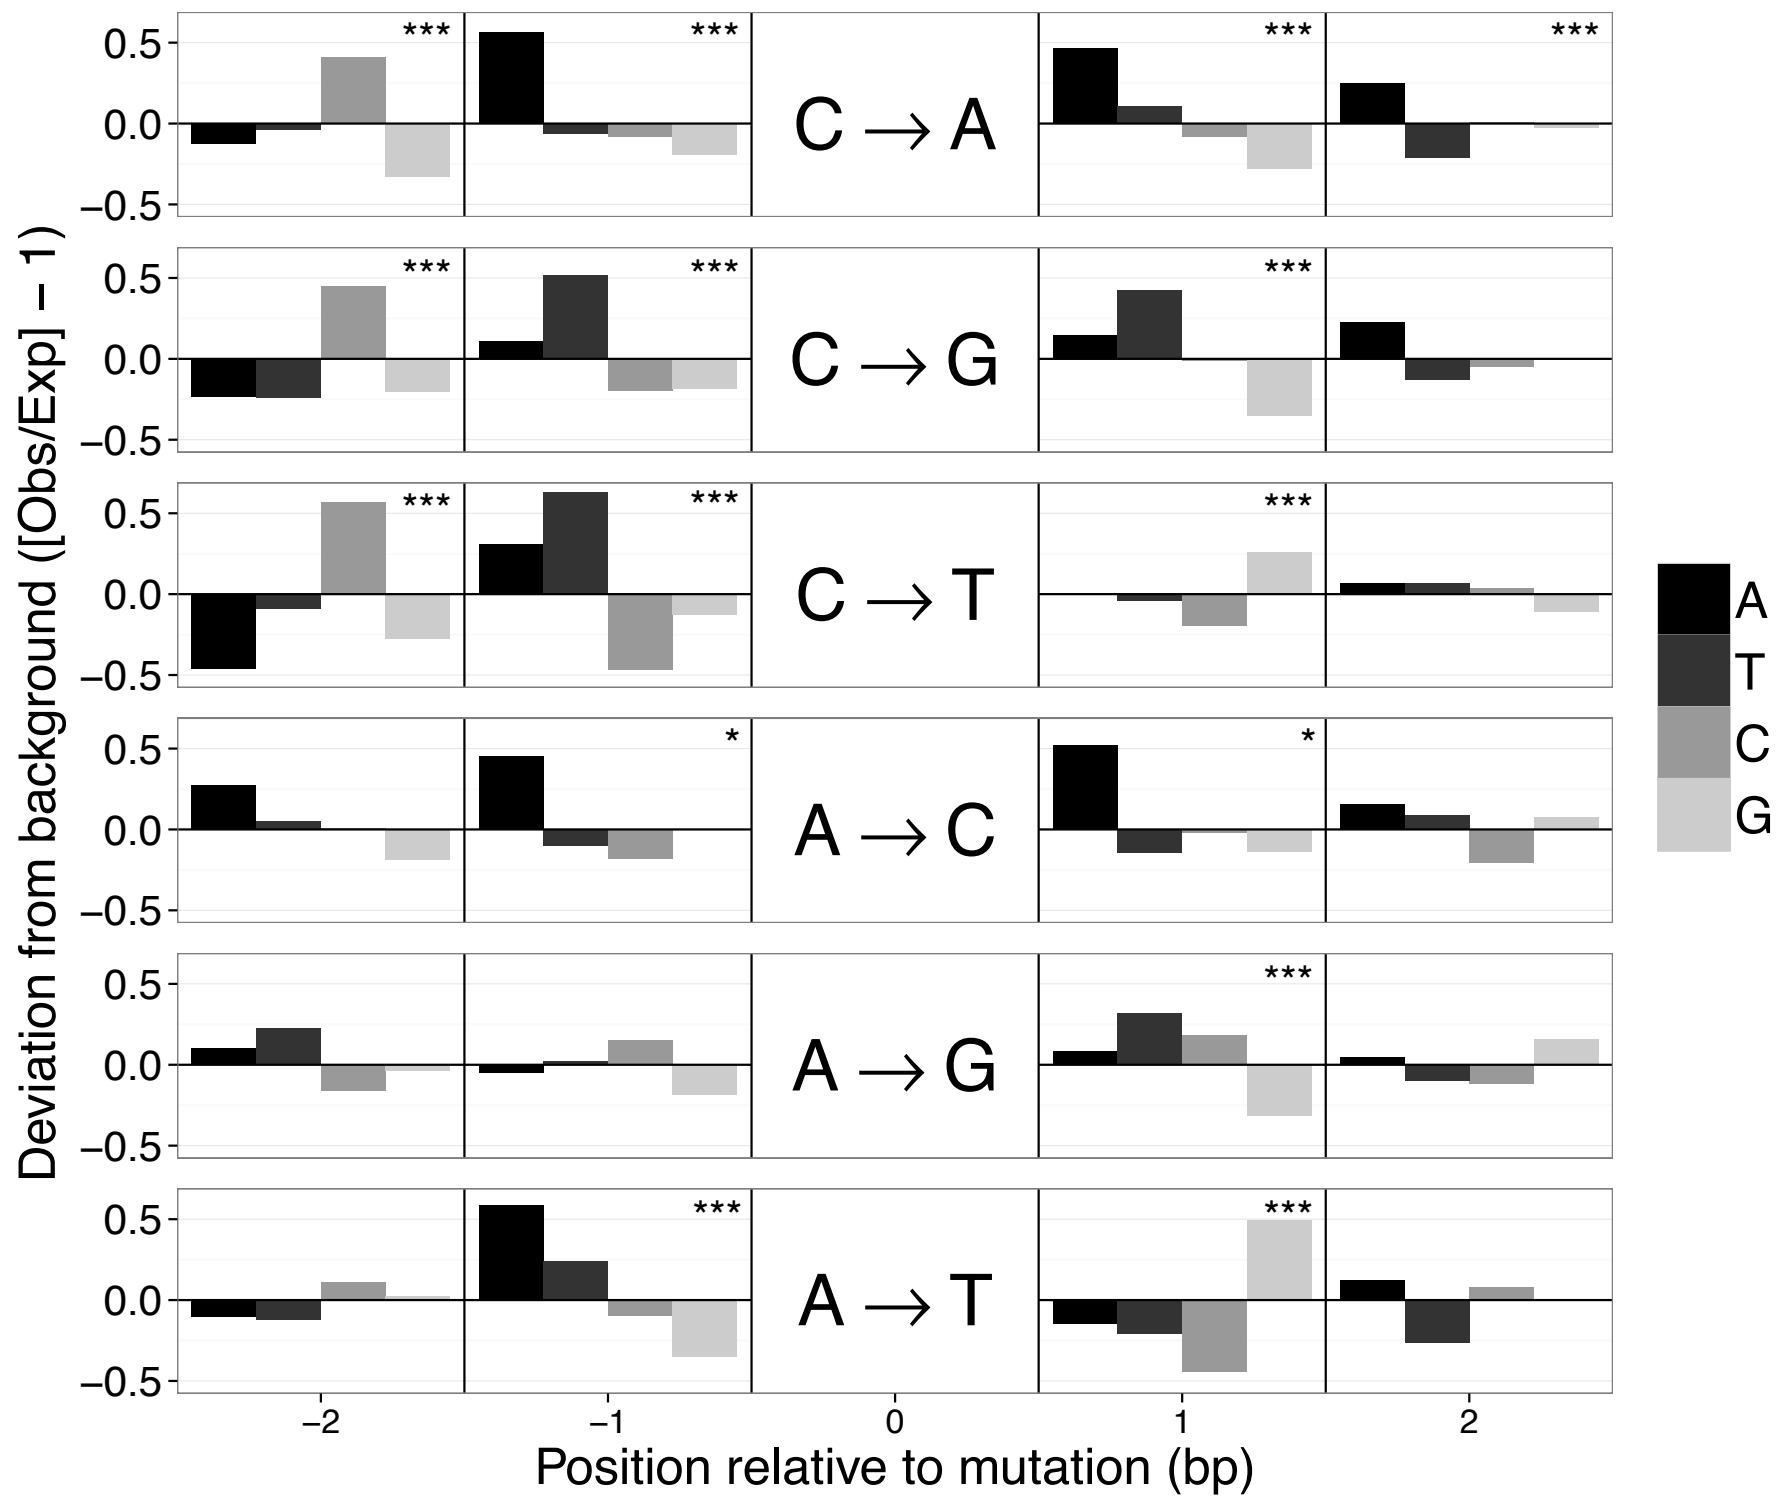 Deviation from background ([Obs/Exp] − 1)
0.5 *** *** *** ***
0.0 C → A
−0.5
0.5 *** *** ***
0.0 C → G
−0.5
0.5 *** *** ***
0.0 C → T
−0.5
0.5 * *
0.0 A → C
−0.5
0.5 ***
0.0 A → G
−0.5
0.5 *** ***
0.0 A → T
−0.5
−2 −1 0 1 2
Position relative to mutation (bp)
A
T
C
G